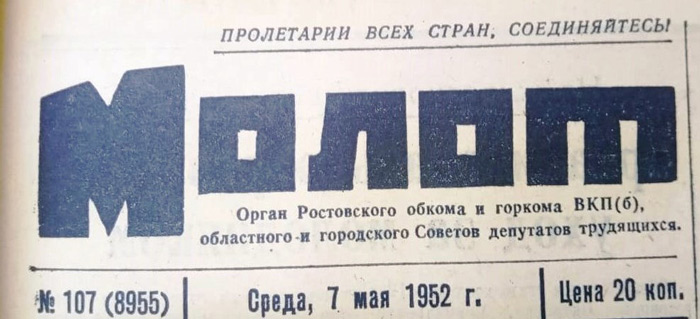 ПРОЛЕТАРИИ ВСЕХ СТРАН, СОЕДИНЯЙТЕСЬ!
Молот
Орган Ростовского обкома и горкома ВКП(б),
областного и городского Советов депутатов трудящихся.
№ 107 (8955) Среда, 7 мая 1952 г. Цена 20 коп.